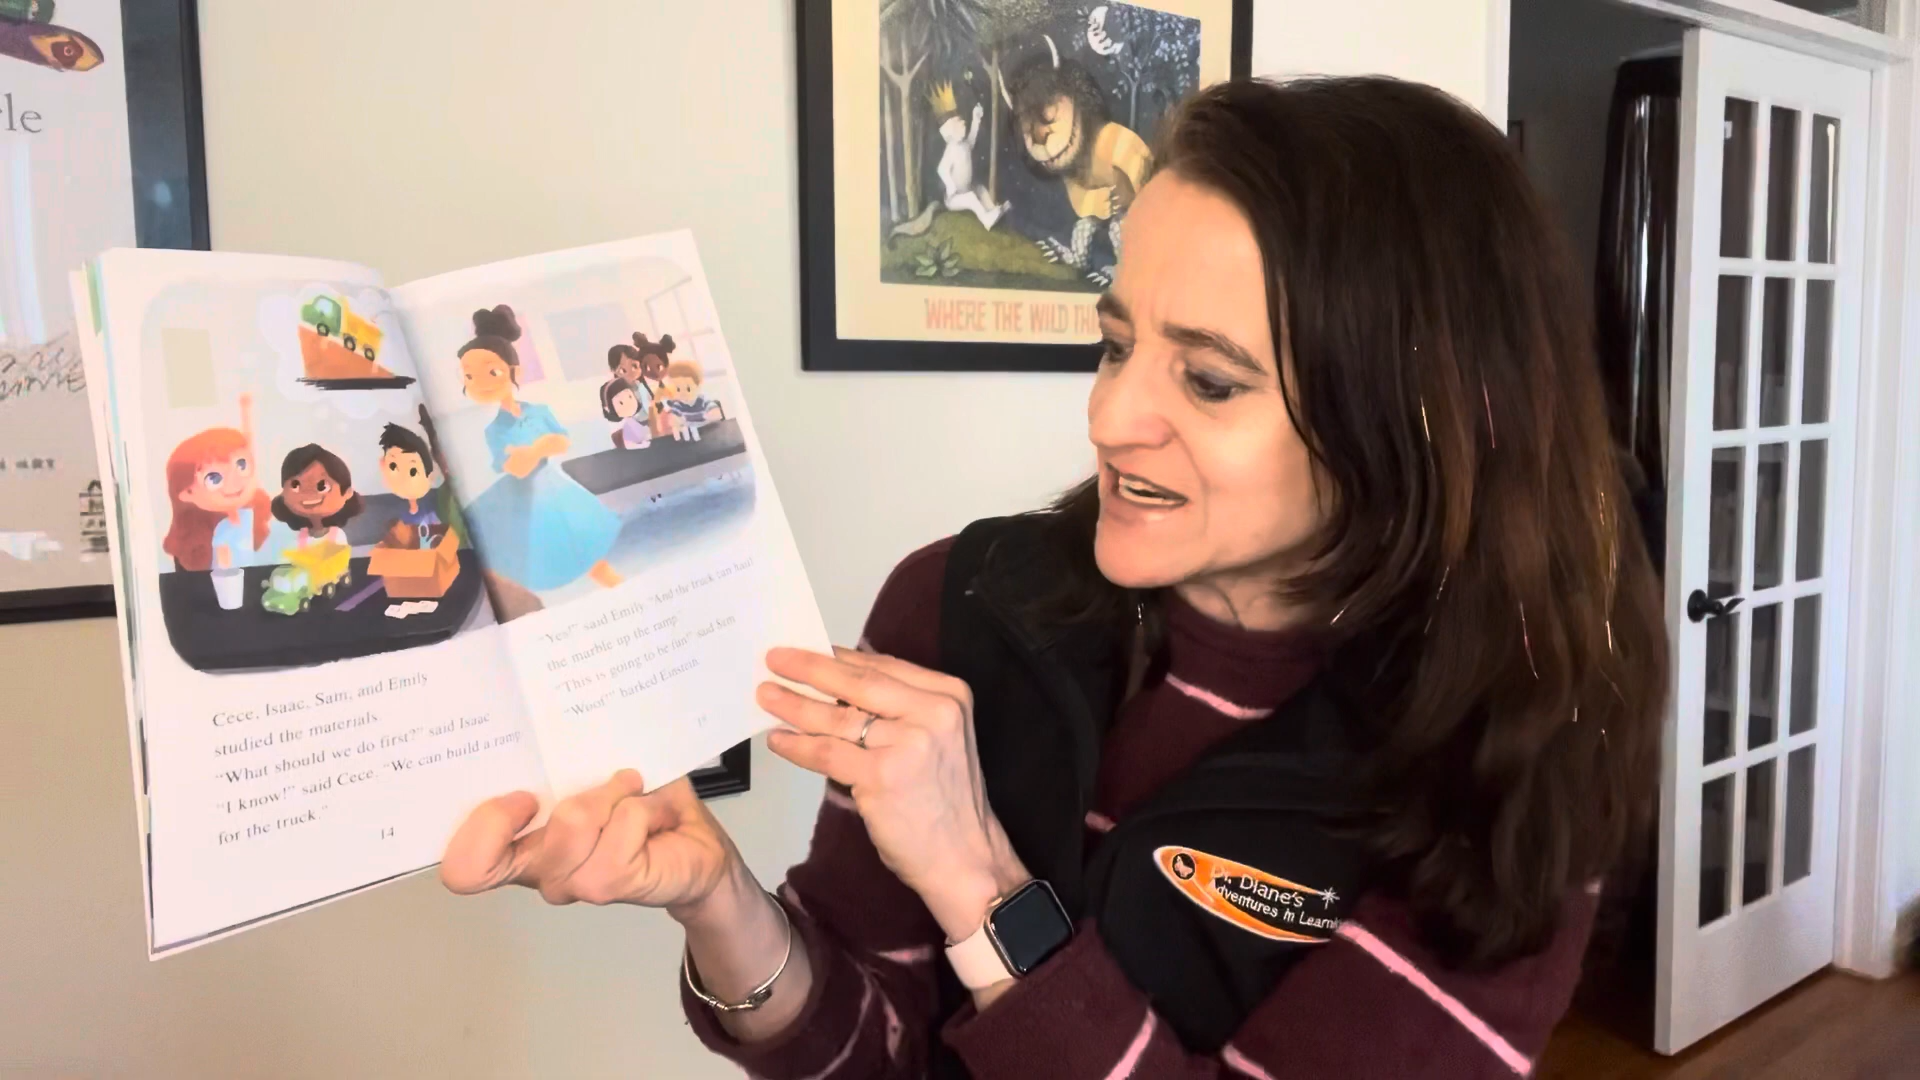 rle
WHERE THE WILD TH
Cece, Isaac, Sam, and Emily
studied the materials.
"What should we do first?" said Isaac.
"I know!" said Cece. "We can build a ramp
for the truck."
14
"Yes!" said Emily. "And the truck can haul
the marble up the ramp."
"This is going to be fun!" said Sam.
"Woof!" barked Einstein.
15
Dr. Diane's
Adventures in Learni